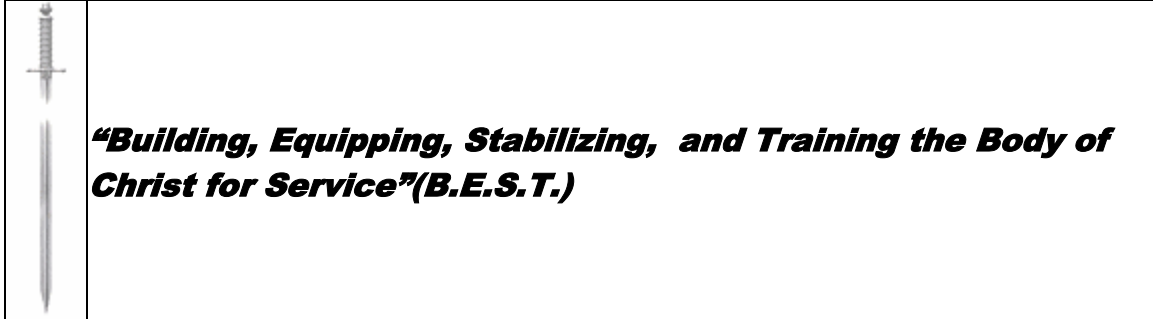 “Building, Equipping, Stabilizing,  and Training the Body of
Christ for Service”(B.E.S.T.)